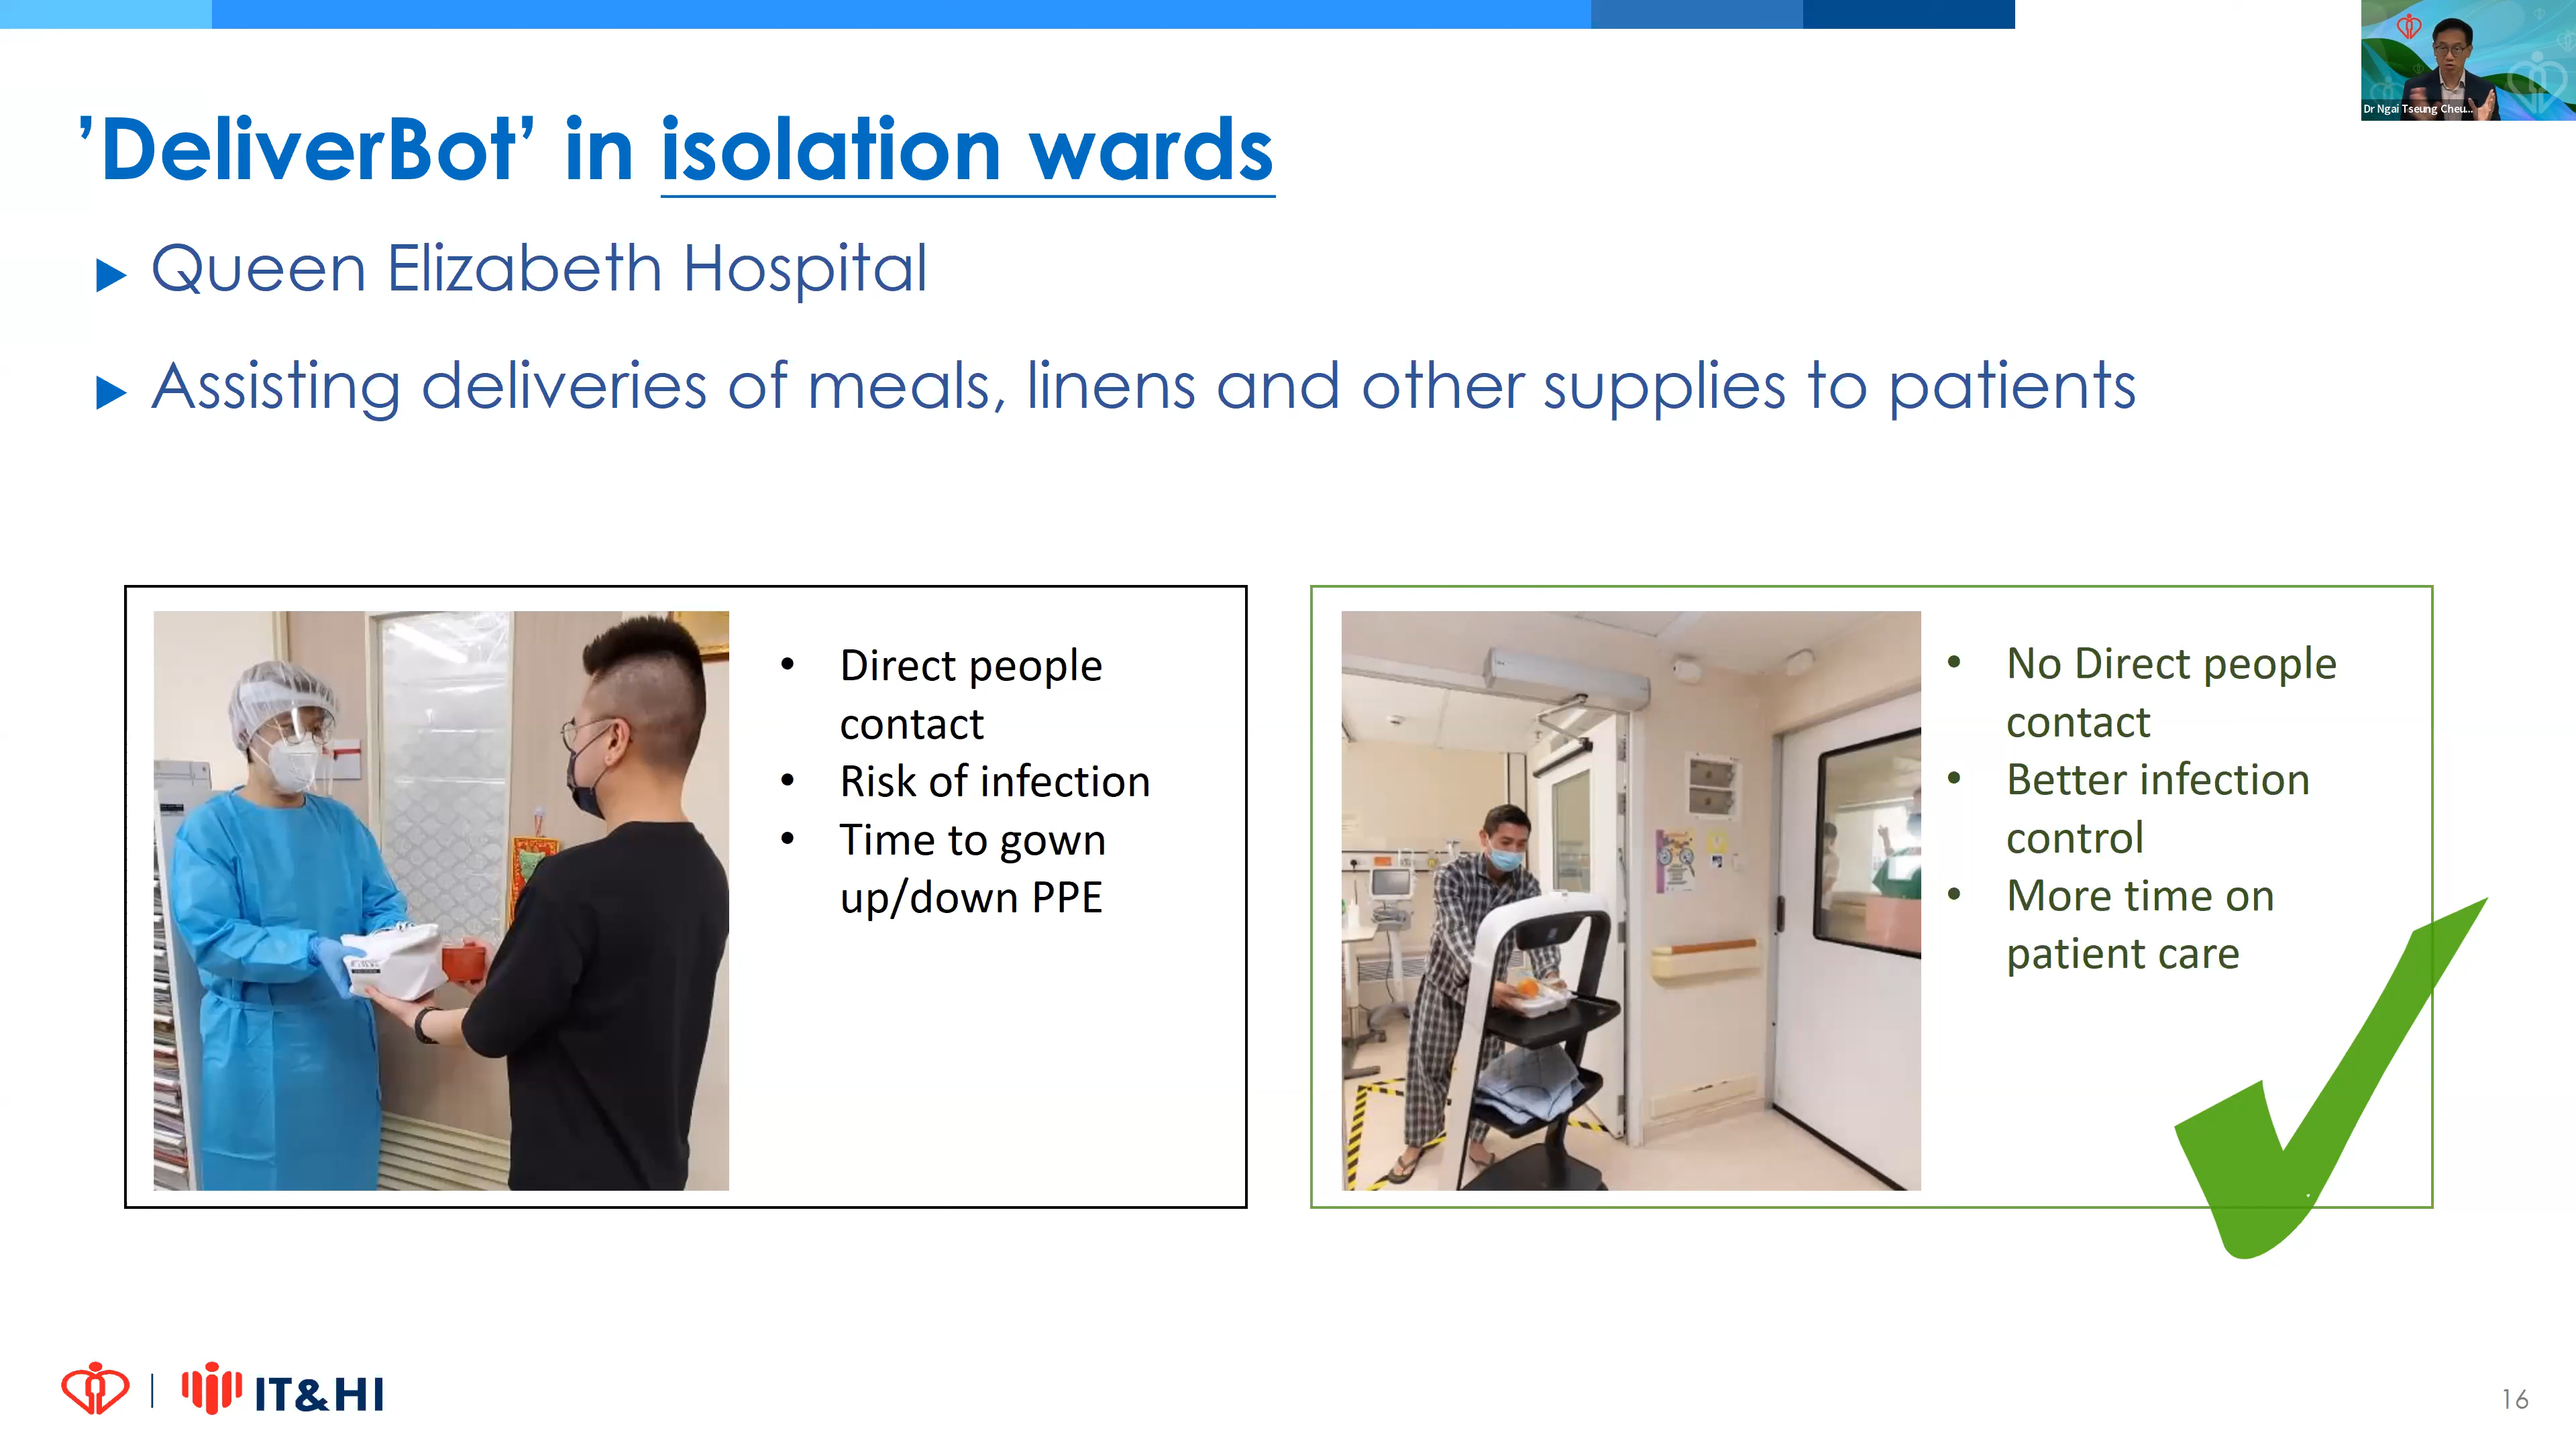 Dr Ngai Tseung Cheu...
’DeliverBot’ in isolation wards
Queen Elizabeth Hospital
Assisting deliveries of meals, linens and other supplies to patients
• Direct people
contact
• Risk of infection
• Time to gown
up/down PPE
• No Direct people
contact
• Better infection
control
• More time on
patient care
IT&HI
16